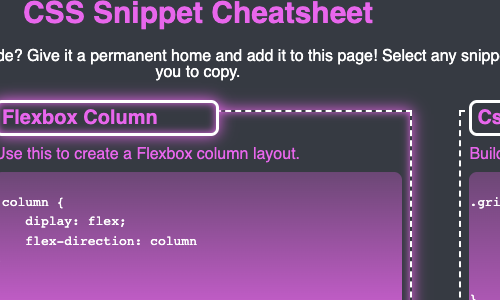 CSS Snippet Cheatsheet
de? Give it a permanent home and add it to this page! Select any snipp
you to copy.
Flexbox Column
Use this to create a Flexbox column layout.
column {
diplay: flex;
flex-direction: column
Cs
Buil
.gri
}